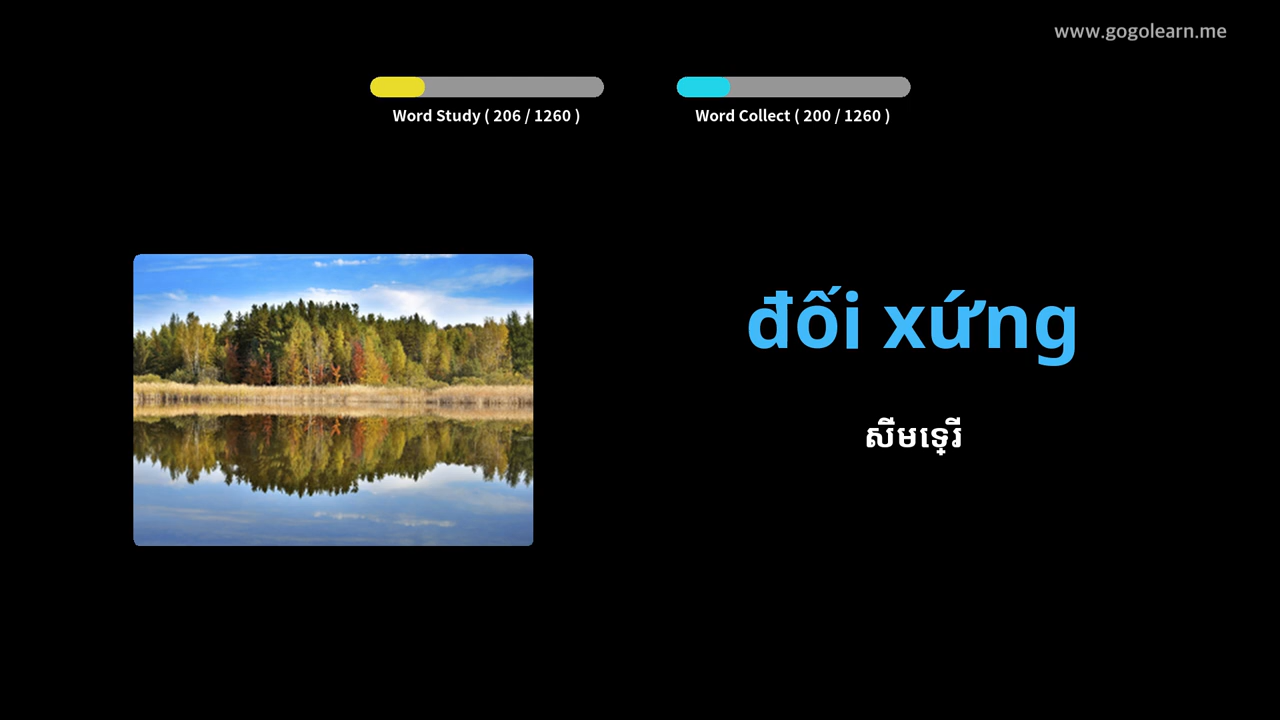 www.gogolearn.me
Word Study ( 206 / 1260 )
Word Collect ( 200 / 1260 )
đối xứng
ស៊ីមេទ្រី